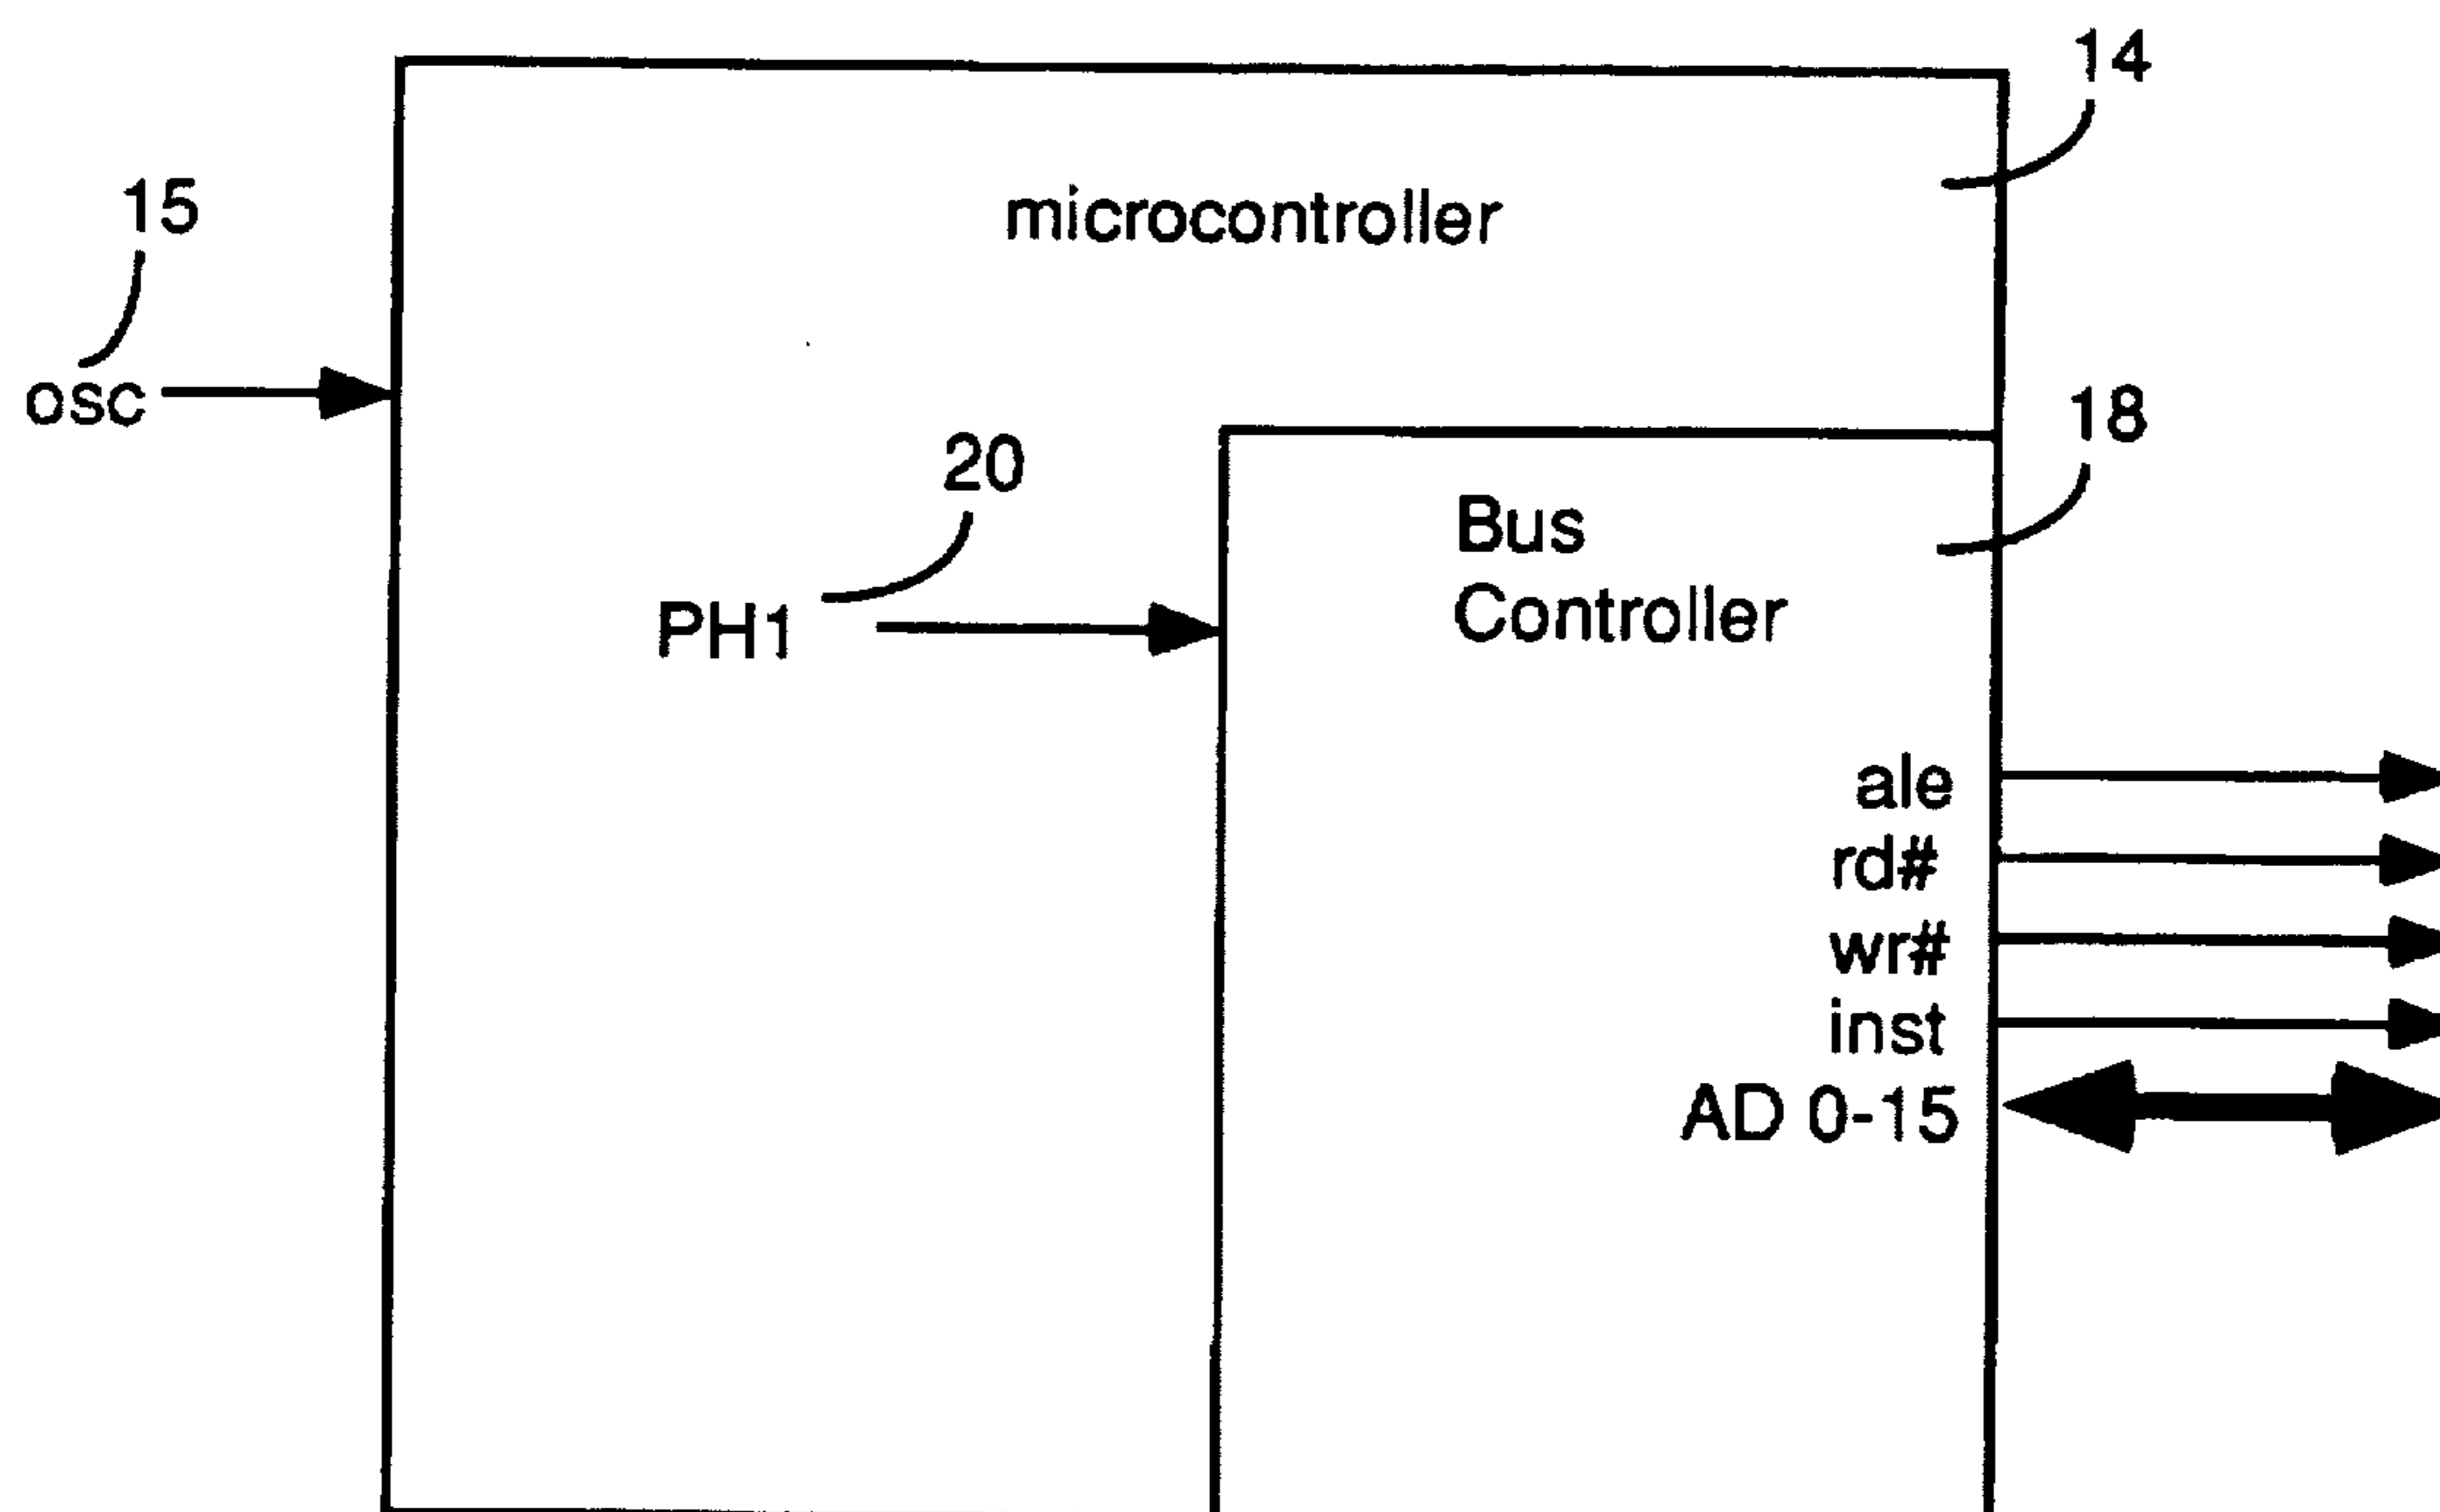 14
microcontroller
15
osc
18
20
Bus
Controller
PH1
ale
rd#
wr#
inst
AD 0-15